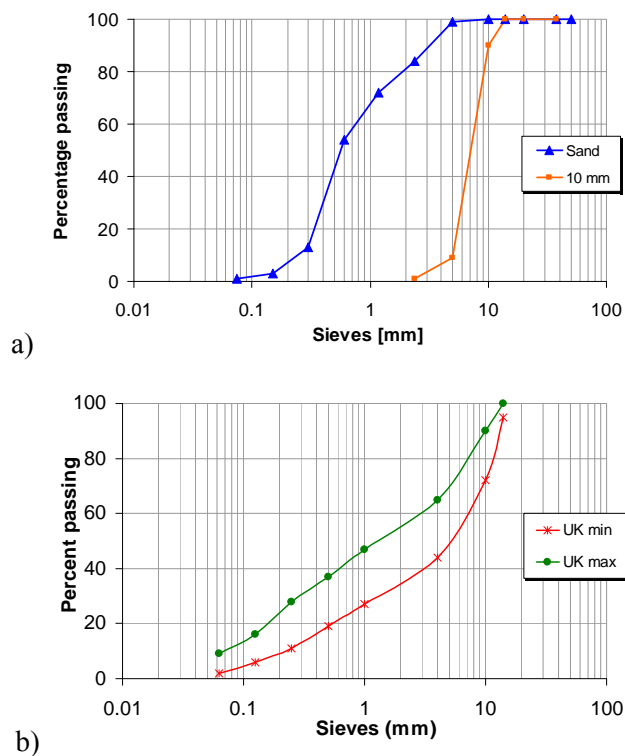 Percentage passing
100
80
60
40
20
0
0.01 0.1 1 10 100
Sieves [mm]
Sand
10 mm
a)
Percent passing
100
80
60
40
20
0
0.01 0.1 1 10 100
Sieves (mm)
UK min
UK max
b)